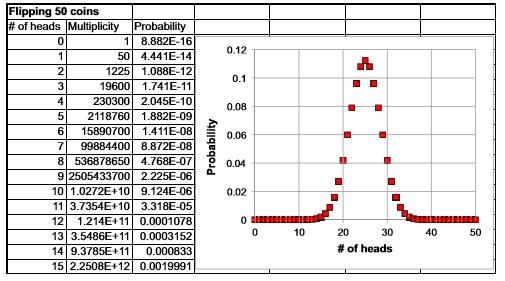 Flipping 50 coins
# of heads Multiplicity Probability
0 1 8.882E-16
1 50 4.441E-14
2 1225 1.088E-12
3 19600 1.741E-11
4 230300 2.045E-10
5 2118760 1.882E-09
6 15890700 1.411E-08
7 99884400 8.872E-08
8 536878650 4.768E-07
9 2505433700 2.225E-06
10 1.0272E+10 9.124E-06
11 3.7354E+10 3.318E-05
12 1.214E+11 0.0001078
13 3.5486E+11 0.0003152
14 9.3785E+11 0.000833
15 2.2508E+12 0.0019991
Probability
0.12
0.1
0.08
0.06
0.04
0.02
0
0 10 20 30 40 50
# of heads